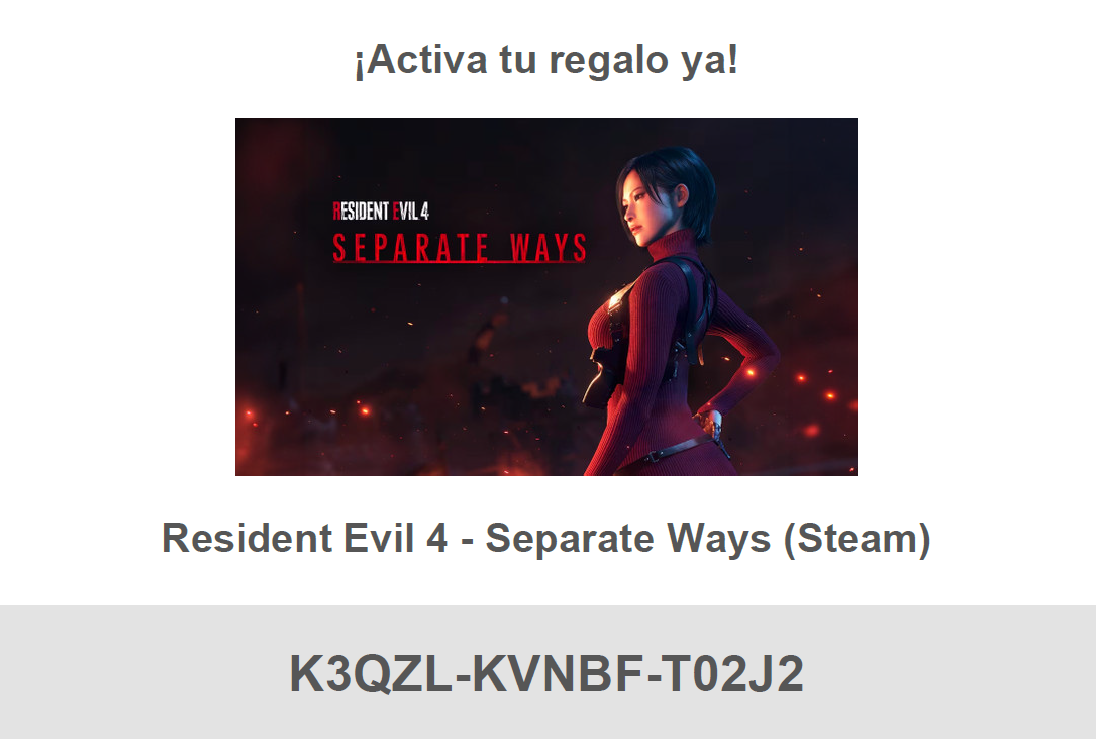 ¡Activa tu regalo ya!
RESIDENT EVIL 4
SEPARATE WAYS
Resident Evil 4 - Separate Ways (Steam)
K3QZL-KVNBF-T02J2